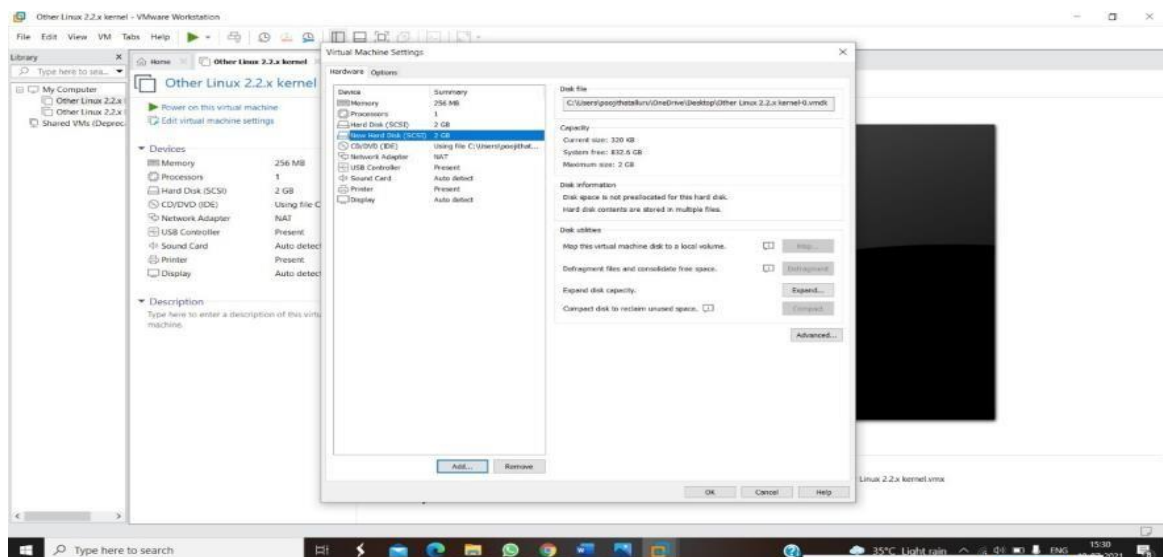 Other Linux 2.2.x kernel - VMware Workstation
File Edit View VM Tabs Help
Library
Type here to sea...
My Computer
Other Linux 2.2.x
Other Linux 2.2.x
Shared VMs (Deprec
Home
Other Linux 2.2.x kernel
Other Linux 2.2.x kernel
Power on this virtual machine
Edit virtual machine settings
Devices
Memory 256 MB
Processors 1
Hard Disk (SCSI) 2 GB
CD/DVD (IDE) Using file C
Network Adapter NAT
USB Controller Present
Sound Card Auto detect
Printer Present
Display Auto detect
Description
Type here to enter a description of this virtu
machine.
Virtual Machine Settings
Hardware Options
Device Summary
Memory 256 MB
Processors 1
Hard Disk (SCSI) 2 GB
New Hard Disk (SCSI) 2 GB
CD/DVD (IDE) Using file C:\Users\poojithat...
Network Adapter NAT
USB Controller Present
Sound Card Auto detect
Printer Present
Display Auto detect
Add... Remove
Disk file
C:\Users\poojithatalluru\OneDrive\Desktop\Other Linux 2.2.x kernel-0.vmdk
Capacity
Current size: 320 KB
System free: 832.6 GB
Maximum size: 2 GB
Disk information
Disk space is not preallocated for this hard disk.
Hard disk contents are stored in multiple files.
Disk utilities
Map this virtual machine disk to a local volume. Map...
Defragment files and consolidate free space. Defragment
Expand disk capacity. Expand...
Compact disk to reclaim unused space. Compact
Advanced...
OK Cancel Help
Linux 2.2.x kernel.vmx
Type here to search
35°C Light rain
ENG
15:30